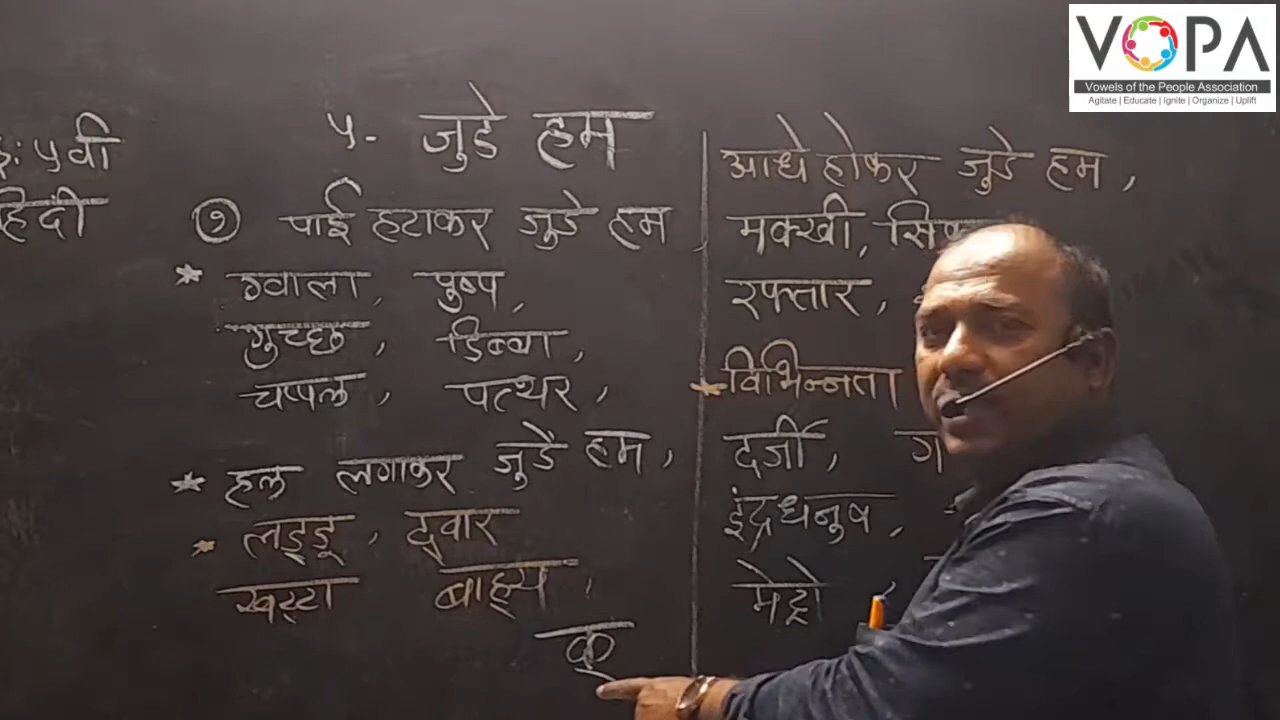 VOPA
Vowels of the People Association
Agitate | Educate | Ignite | Organize | Uplift
५वी
हिंदी
५- जुडे हम
१ पाई हटाकर जुडे हम,
* ग्वाला, पुष्प,
गुच्छ, डिब्बा,
चप्पल, पत्थर,
* हल लगाकर जुडें हम,
* लड्डू, द्वार
खट्टा बाह्य,
क्
आधे होकर जुडे हम,
मक्खी,
रफ्तार,
* विभिन्नता
दर्जी,
इंद्रधनुष,
मेट्रो